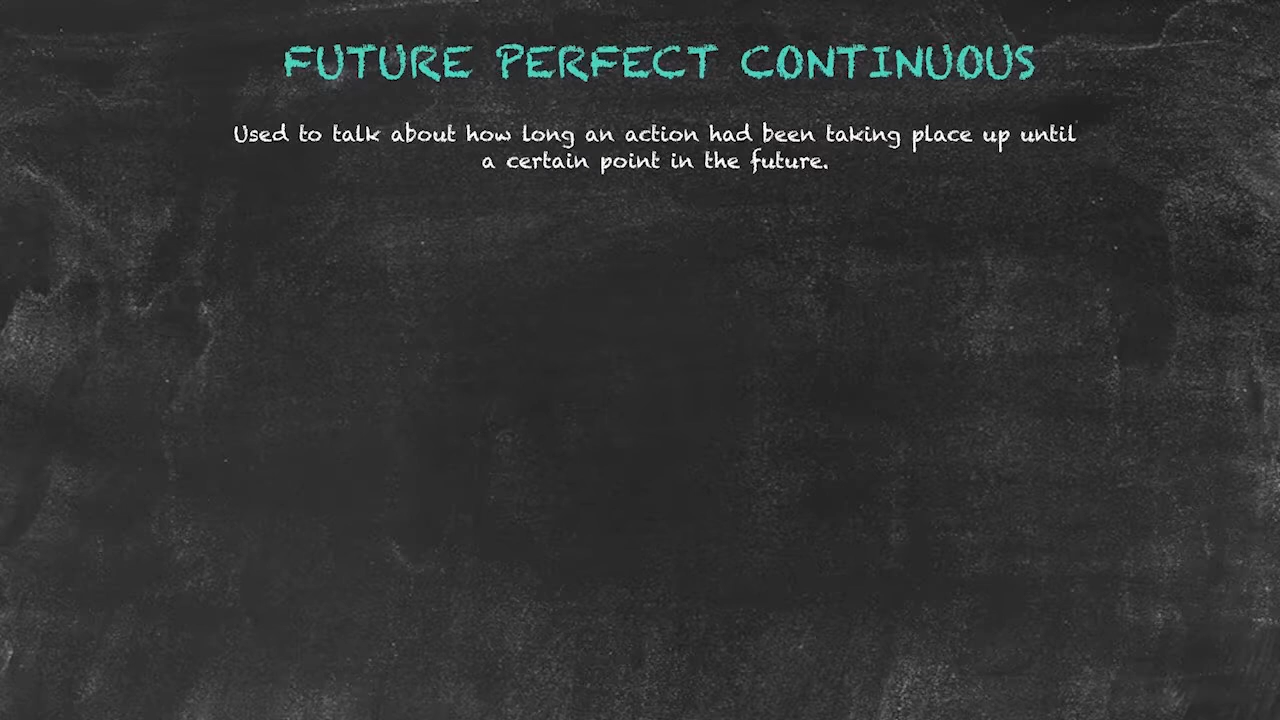 FUTURE PERFECT CONTINUOUS
Used to talk about how long an action had been taking place up until
a certain point in the future.